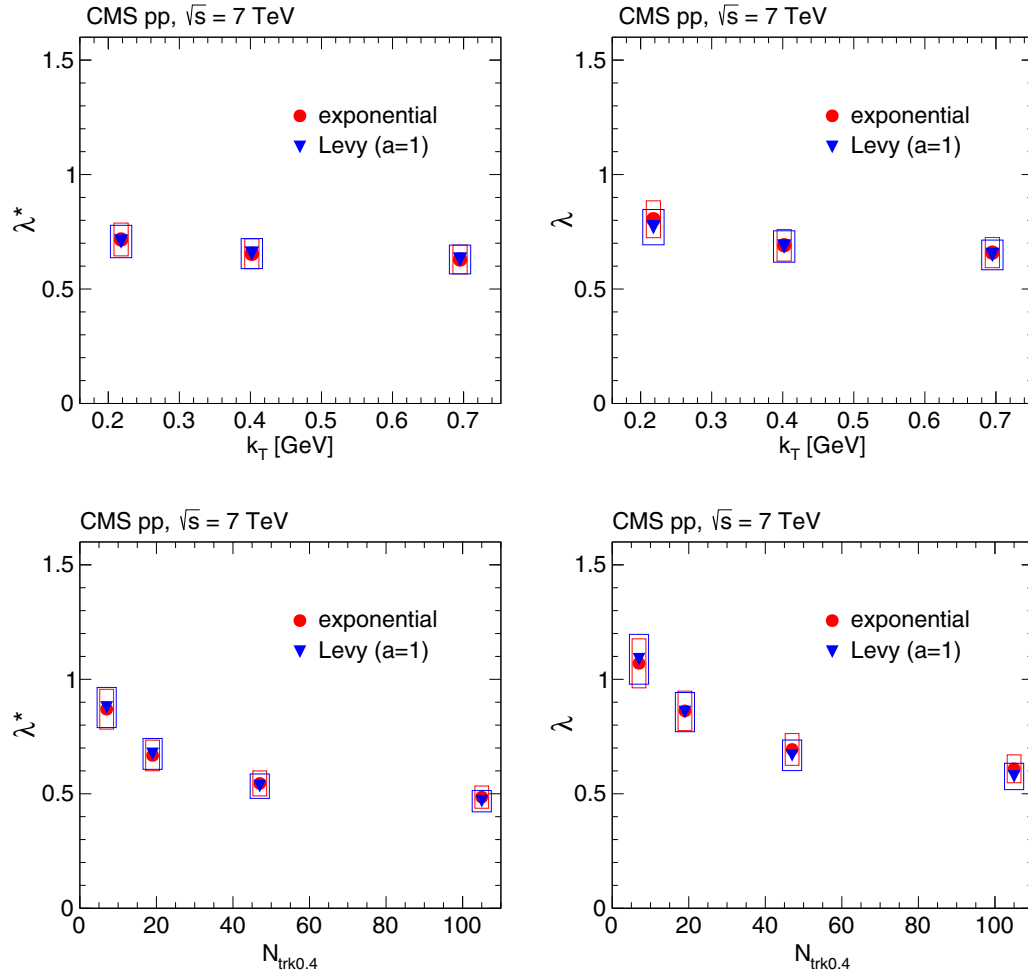 CMS pp, √s = 7 TeV
1.5
1
0.5
0
λ*
exponential
Levy (a=1)
0.2 0.3 0.4 0.5 0.6 0.7
k_T [GeV]
CMS pp, √s = 7 TeV
1.5
1
0.5
0
λ
exponential
Levy (a=1)
0.2 0.3 0.4 0.5 0.6 0.7
k_T [GeV]
CMS pp, √s = 7 TeV
1.5
1
0.5
0
λ*
exponential
Levy (a=1)
0 20 40 60 80 100
N_trk0.4
CMS pp, √s = 7 TeV
1.5
1
0.5
0
λ
exponential
Levy (a=1)
0 20 40 60 80 100
N_trk0.4